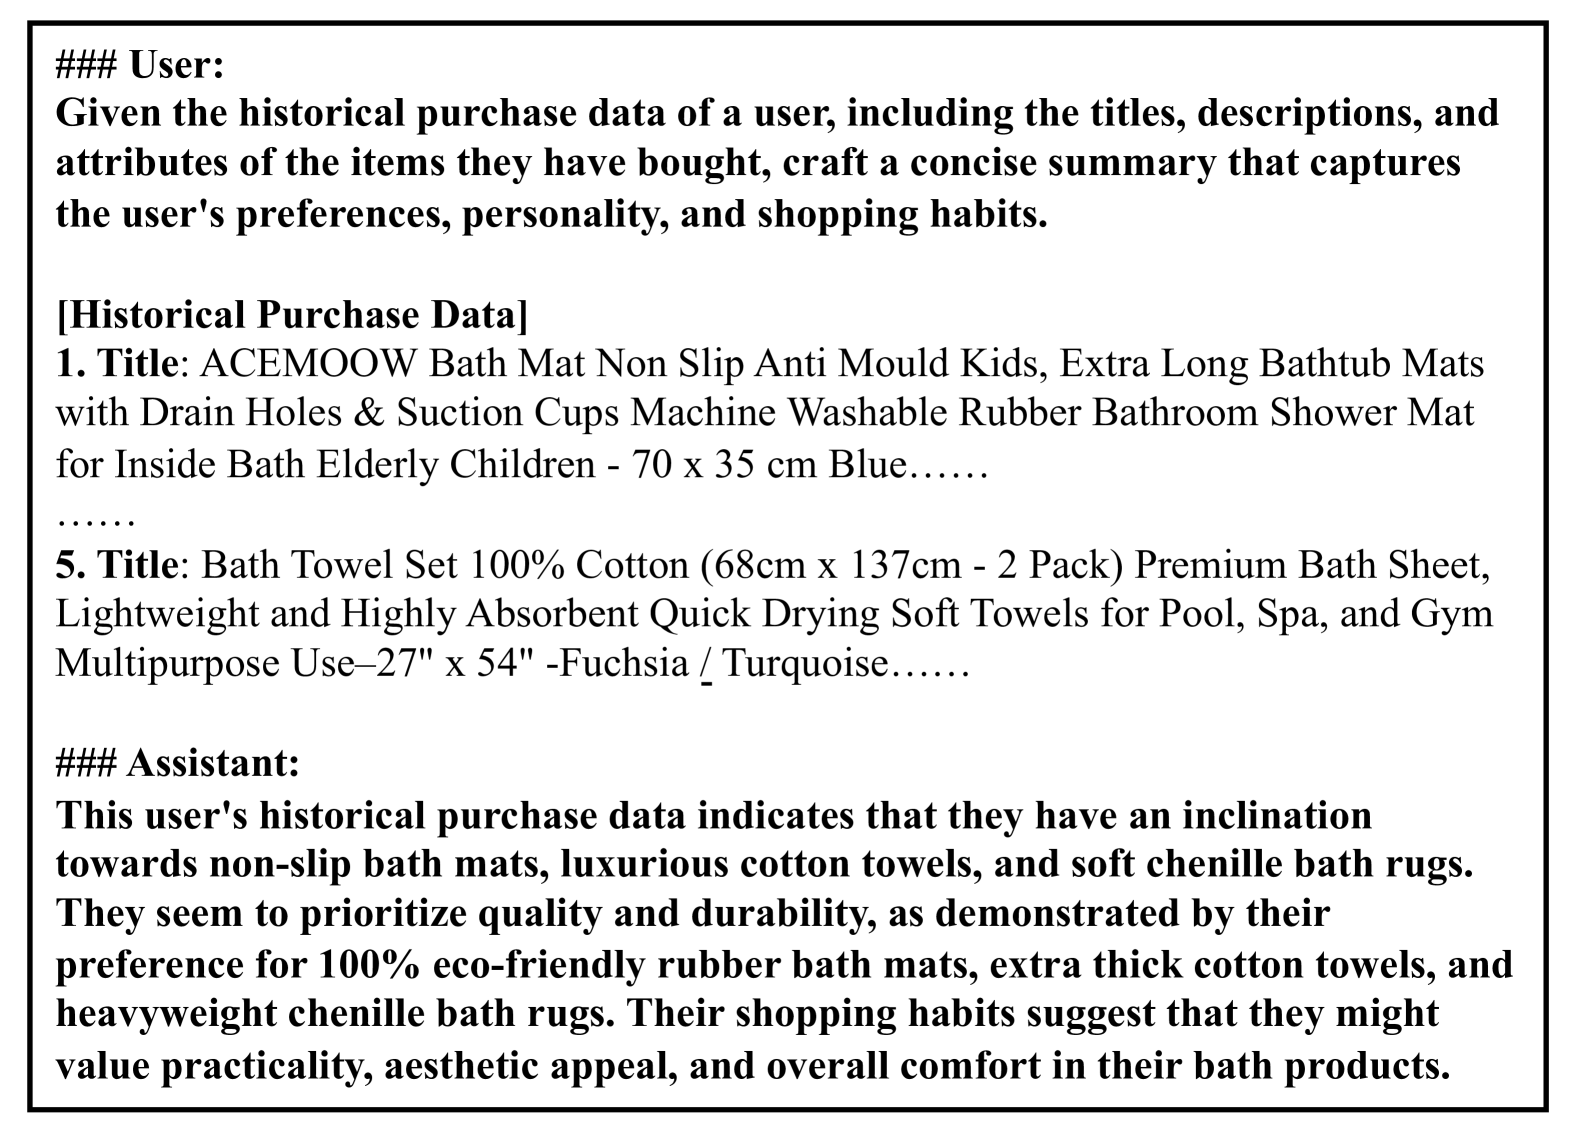 ### User:
Given the historical purchase data of a user, including the titles, descriptions, and
attributes of the items they have bought, craft a concise summary that captures
the user's preferences, personality, and shopping habits.
[Historical Purchase Data]
1. Title: ACEMOOW Bath Mat Non Slip Anti Mould Kids, Extra Long Bathtub Mats
with Drain Holes & Suction Cups Machine Washable Rubber Bathroom Shower Mat
for Inside Bath Elderly Children - 70 x 35 cm Blue……
……
5. Title: Bath Towel Set 100% Cotton (68cm x 137cm - 2 Pack) Premium Bath Sheet,
Lightweight and Highly Absorbent Quick Drying Soft Towels for Pool, Spa, and Gym
Multipurpose Use–27" x 54" -Fuchsia / Turquoise……
### Assistant:
This user's historical purchase data indicates that they have an inclination
towards non-slip bath mats, luxurious cotton towels, and soft chenille bath rugs.
They seem to prioritize quality and durability, as demonstrated by their
preference for 100% eco-friendly rubber bath mats, extra thick cotton towels, and
heavyweight chenille bath rugs. Their shopping habits suggest that they might
value practicality, aesthetic appeal, and overall comfort in their bath products.